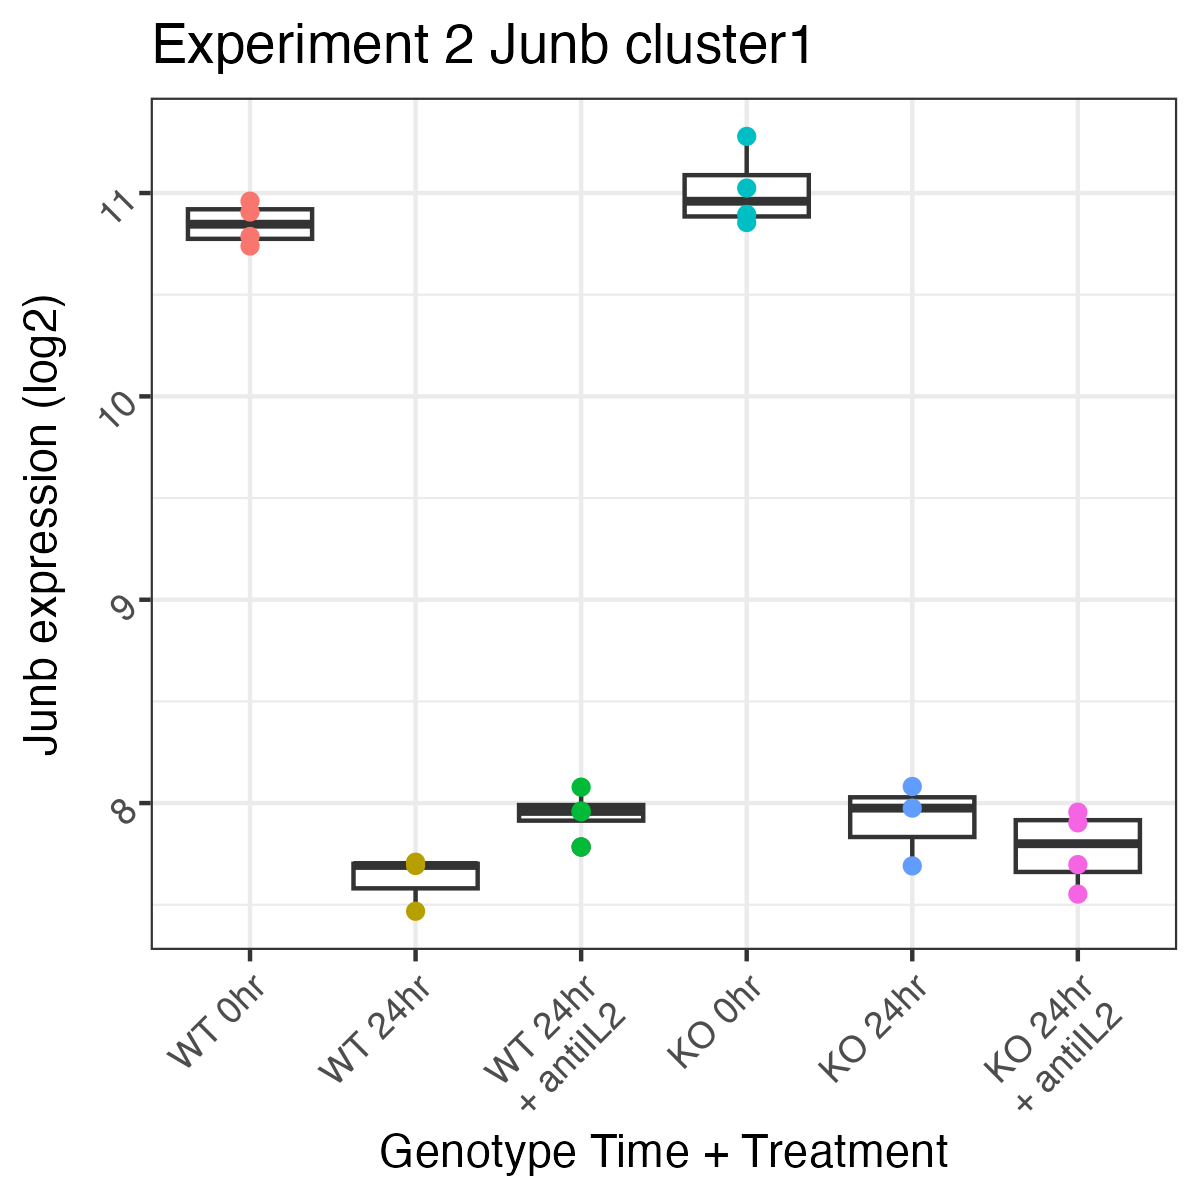 Experiment 2 Junb cluster1
Junb expression (log2)
11
10
9
8
WT 0hr
WT 24hr
WT 24hr
+ antiIL2
KO 0hr
KO 24hr
KO 24hr
+ antiIL2
Genotype Time + Treatment